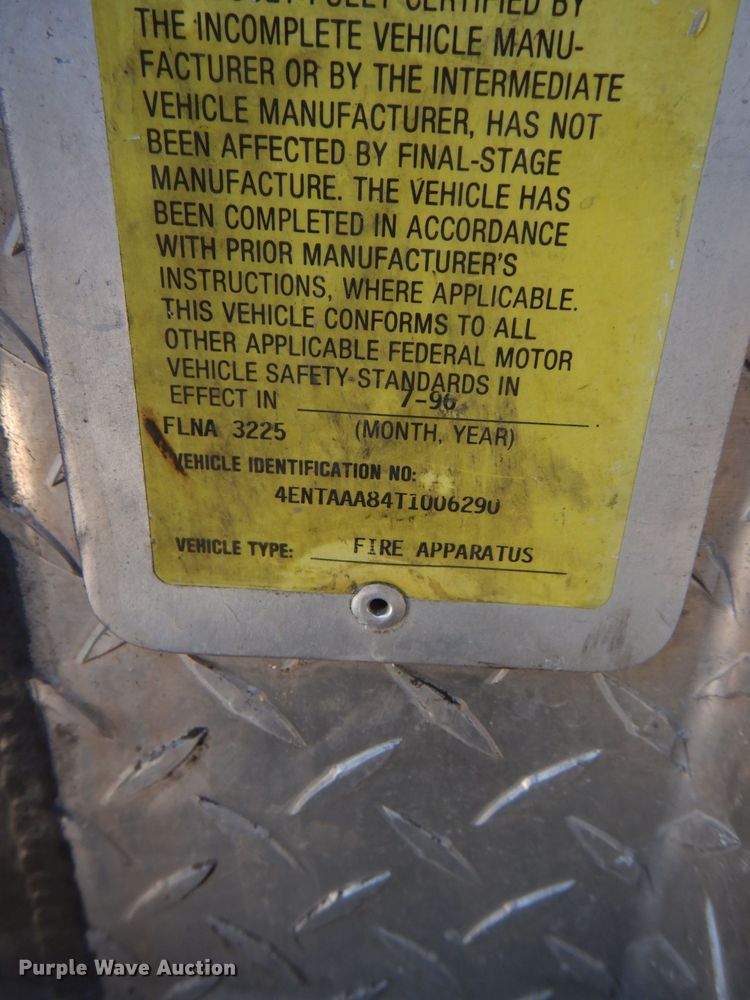 FULLY CERTIFIED BY
THE INCOMPLETE VEHICLE MANU-
FACTURER OR BY THE INTERMEDIATE
VEHICLE MANUFACTURER, HAS NOT
BEEN AFFECTED BY FINAL-STAGE
MANUFACTURE. THE VEHICLE HAS
BEEN COMPLETED IN ACCORDANCE
WITH PRIOR MANUFACTURER'S
INSTRUCTIONS, WHERE APPLICABLE.
THIS VEHICLE CONFORMS TO ALL
OTHER APPLICABLE FEDERAL MOTOR
VEHICLE SAFETY STANDARDS IN
EFFECT IN 7-96
FLNA 3225 (MONTH, YEAR)
VEHICLE IDENTIFICATION NO:
4ENTAAA84T1006290
VEHICLE TYPE: FIRE APPARATUS
Purple Wave Auction